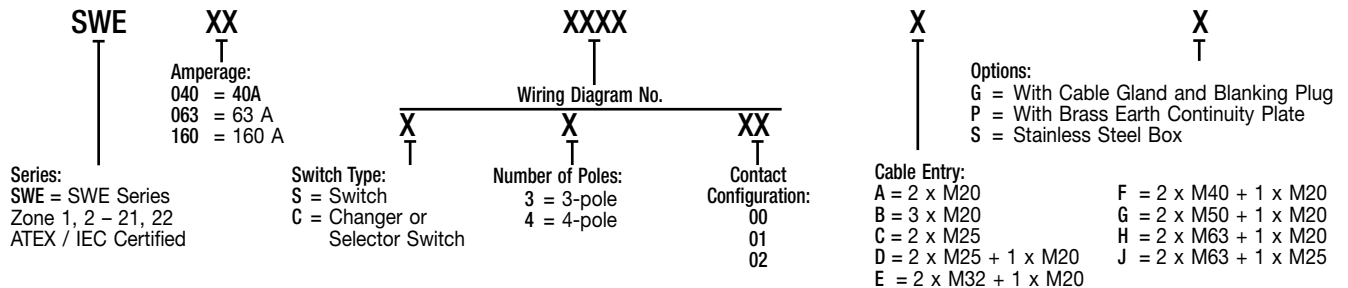 SWE XX XXXX X X
Amperage:
040 = 40A
063 = 63 A
160 = 160 A
Wiring Diagram No.
X X XX
Options:
G = With Cable Gland and Blanking Plug
P = With Brass Earth Continuity Plate
S = Stainless Steel Box
Series:
SWE = SWE Series
Zone 1, 2 – 21, 22
ATEX / IEC Certified
Switch Type:
S = Switch
C = Changer or
Selector Switch
Number of Poles:
3 = 3-pole
4 = 4-pole
Contact
Configuration:
00
01
02
Cable Entry:
A = 2 x M20
B = 3 x M20
C = 2 x M25
D = 2 x M25 + 1 x M20
E = 2 x M32 + 1 x M20
F = 2 x M40 + 1 x M20
G = 2 x M50 + 1 x M20
H = 2 x M63 + 1 x M20
J = 2 x M63 + 1 x M25